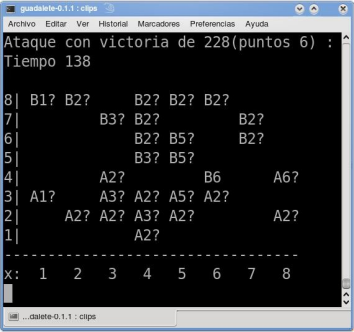 guadalete-0.1.1 : clips
Archivo Editar Ver Historial Marcadores Preferencias Ayuda
Ataque con victoria de 228(puntos 6) :
Tiempo 138
8| B1? B2? B2? B2? B2?
7| B3? B2? B2?
6| B2? B5? B2?
5| B3? B5?
4| A2? B6 A6?
3| A1? A3? A2? A5? A2?
2| A2? A2? A3? A2? A2?
1| A2?
-----------------------------------
x: 1 2 3 4 5 6 7 8
...dalete-0.1.1 : clips